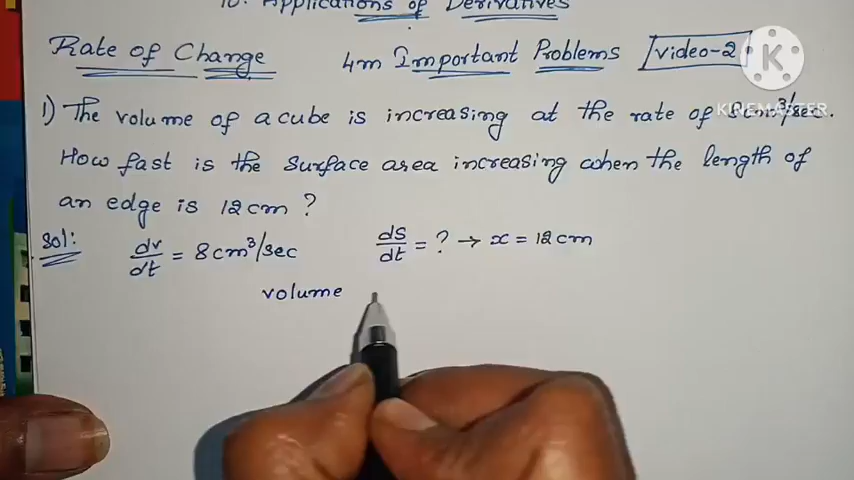 10. Applications of Derivatives
Rate of Change 4m Important Problems video-2
K
KINEMASTER
1) The volume of a cube is increasing at the rate of 8cm³/sec.
How fast is the surface area increasing when the length of
an edge is 12cm ?
Sol: dv/dt = 8cm³/sec dS/dt = ? → x = 12cm
volume